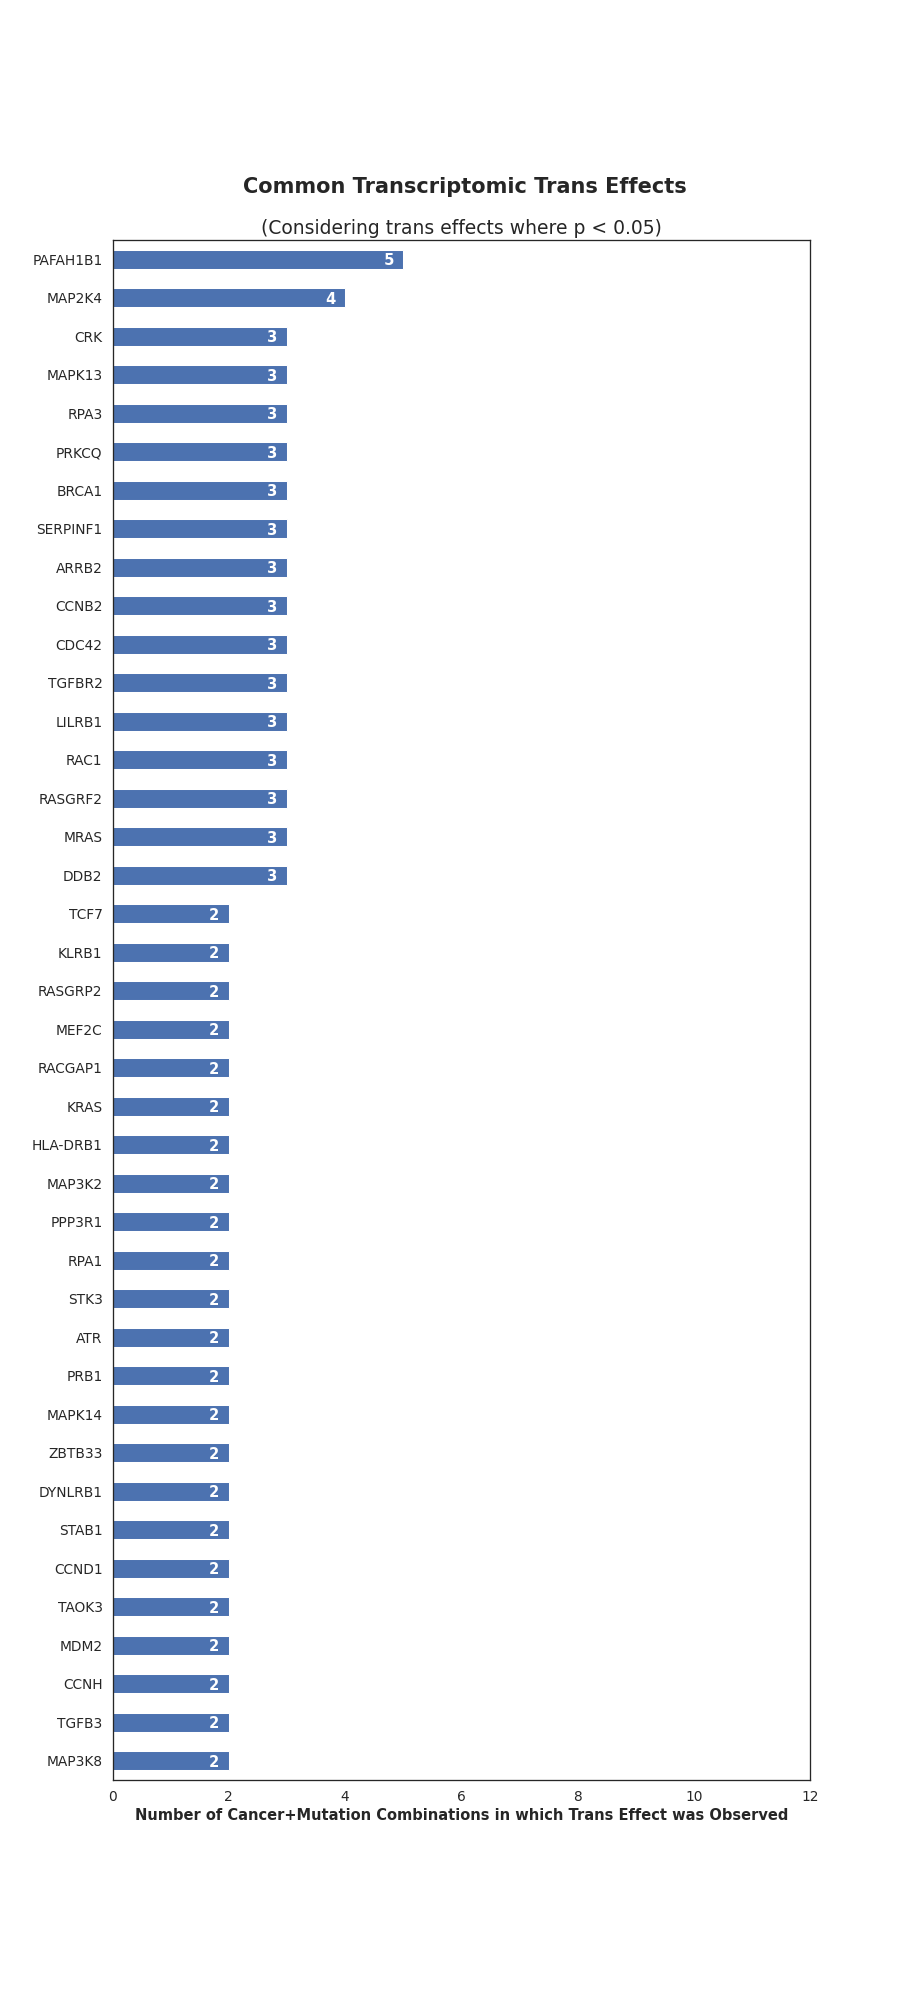 Common Transcriptomic Trans Effects
(Considering trans effects where p < 0.05)
PAFAH1B1 5
MAP2K4 4
CRK 3
MAPK13 3
RPA3 3
PRKCQ 3
BRCA1 3
SERPINF1 3
ARRB2 3
CCNB2 3
CDC42 3
TGFBR2 3
LILRB1 3
RAC1 3
RASGRF2 3
MRAS 3
DDB2 3
TCF7 2
KLRB1 2
RASGRP2 2
MEF2C 2
RACGAP1 2
KRAS 2
HLA-DRB1 2
MAP3K2 2
PPP3R1 2
RPA1 2
STK3 2
ATR 2
PRB1 2
MAPK14 2
ZBTB33 2
DYNLRB1 2
STAB1 2
CCND1 2
TAOK3 2
MDM2 2
CCNH 2
TGFB3 2
MAP3K8 2
0 2 4 6 8 10 12
Number of Cancer+Mutation Combinations in which Trans Effect was Observed